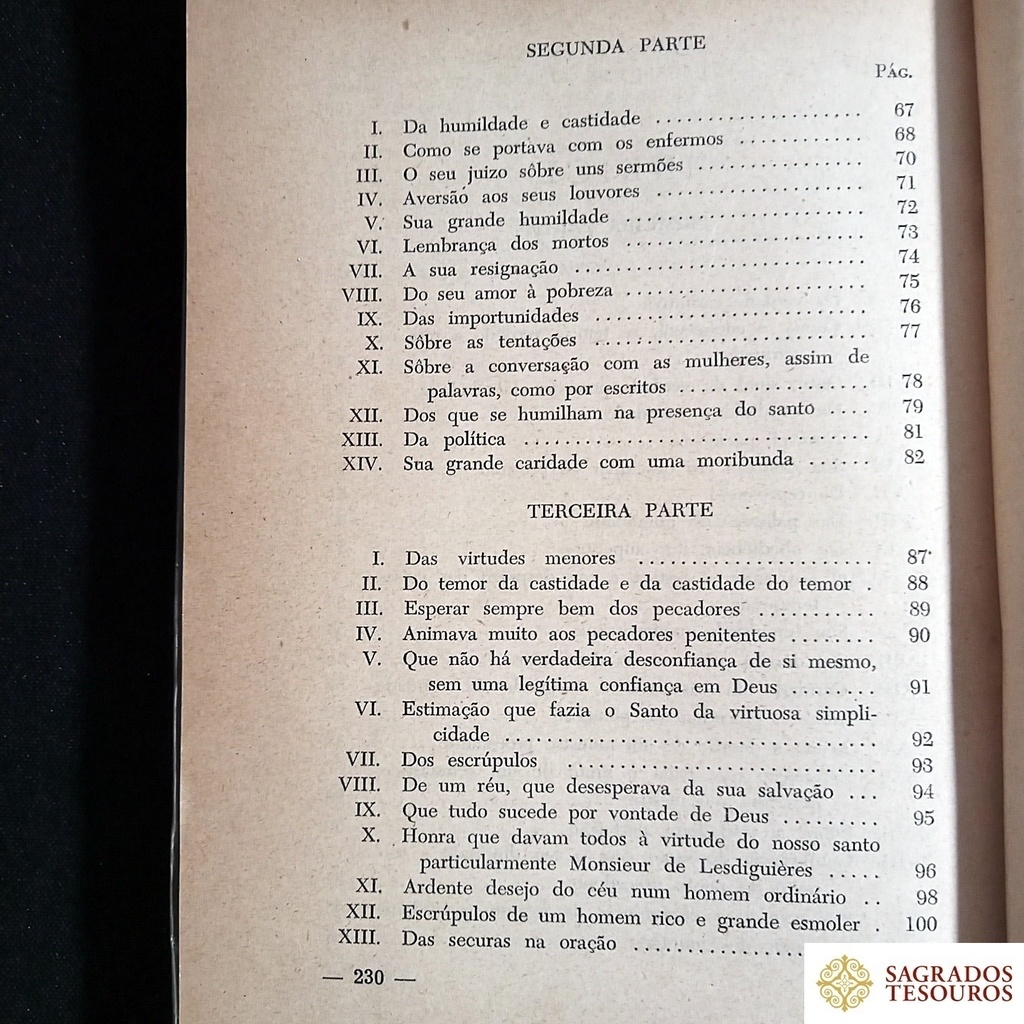 SEGUNDA PARTE
PÁG.
I. Da humildade e castidade .................... 67
II. Como se portava com os enfermos ............ 68
III. O seu juizo sôbre uns sermões ................ 70
IV. Aversão aos seus louvores .................... 71
V. Sua grande humildade ....................... 72
VI. Lembrança dos mortos ....................... 73
VII. A sua resignação ............................ 74
VIII. Do seu amor à pobreza ....................... 75
IX. Das importunidades .......................... 76
X. Sôbre as tentações .......................... 77
XI. Sôbre a conversação com as mulheres, assim de
palavras, como por escritos .................. 78
XII. Dos que se humilham na presença do santo .... 79
XIII. Da política ................................. 81
XIV. Sua grande caridade com uma moribunda ...... 82
TERCEIRA PARTE
I. Das virtudes menores ....................... 87
II. Do temor da castidade e da castidade do temor . 88
III. Esperar sempre bem dos pecadores ........... 89
IV. Animava muito aos pecadores penitentes ........ 90
V. Que não há verdadeira desconfiança de si mesmo,
sem uma legítima confiança em Deus ........ 91
VI. Estimação que fazia o Santo da virtuosa simpli-
cidade .................................... 92
VII. Dos escrúpulos .............................. 93
VIII. De um réu, que desesperava da sua salvação ... 94
IX. Que tudo sucede por vontade de Deus ......... 95
X. Honra que davam todos à virtude do nosso santo
particularmente Monsieur de Lesdiguières ..... 96
XI. Ardente desejo do céu num homem ordinário .. 98
XII. Escrúpulos de um homem rico e grande esmoler . 100
XIII. Das securas na oração ..................
— 230 —
SAGRADOS
TESOUROS